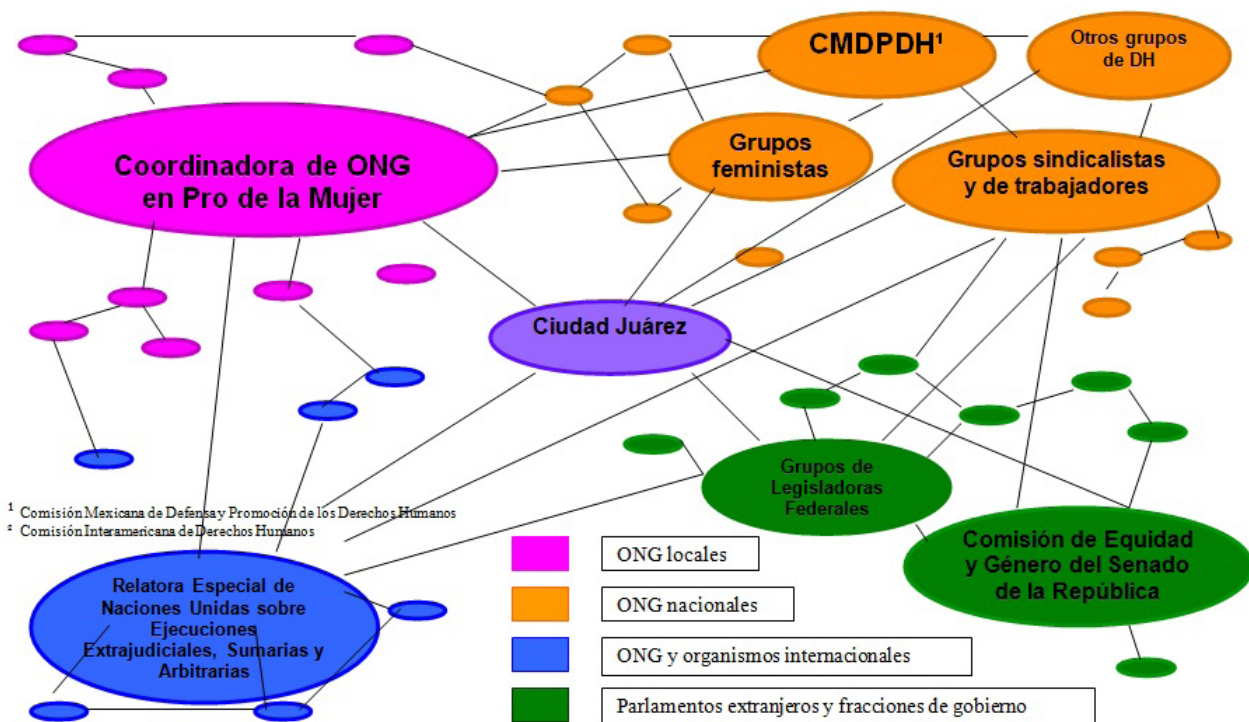 CMDPDH¹
Otros grupos
de DH
Coordinadora de ONG
en Pro de la Mujer
Grupos
feministas
Grupos sindicalistas
y de trabajadores
Ciudad Juárez
Grupos de
Legisladoras
Federales
¹ Comisión Mexicana de Defensa y Promoción de los Derechos Humanos
² Comisión Interamericana de Derechos Humanos
Comisión de Equidad
y Género del Senado
de la República
Relatora Especial de
Naciones Unidas sobre
Ejecuciones
Extrajudiciales, Sumarias y
Arbitrarias
ONG locales
ONG nacionales
ONG y organismos internacionales
Parlamentos extranjeros y fracciones de gobierno